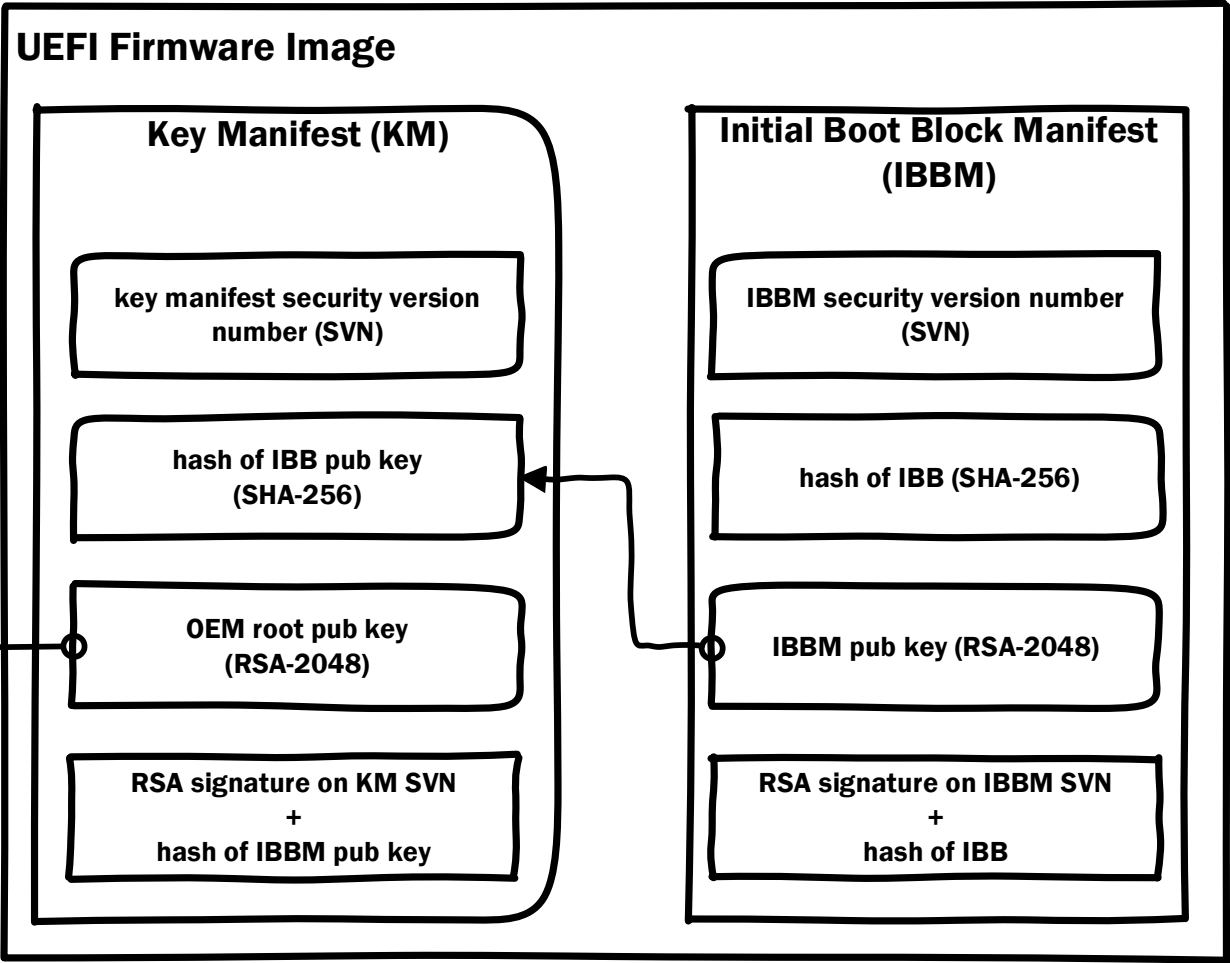 UEFI Firmware Image
Key Manifest (KM)
key manifest security version
number (SVN)
hash of IBB pub key
(SHA-256)
OEM root pub key
(RSA-2048)
RSA signature on KM SVN
+
hash of IBBM pub key
Initial Boot Block Manifest
(IBBM)
IBBM security version number
(SVN)
hash of IBB (SHA-256)
IBBM pub key (RSA-2048)
RSA signature on IBBM SVN
+
hash of IBB